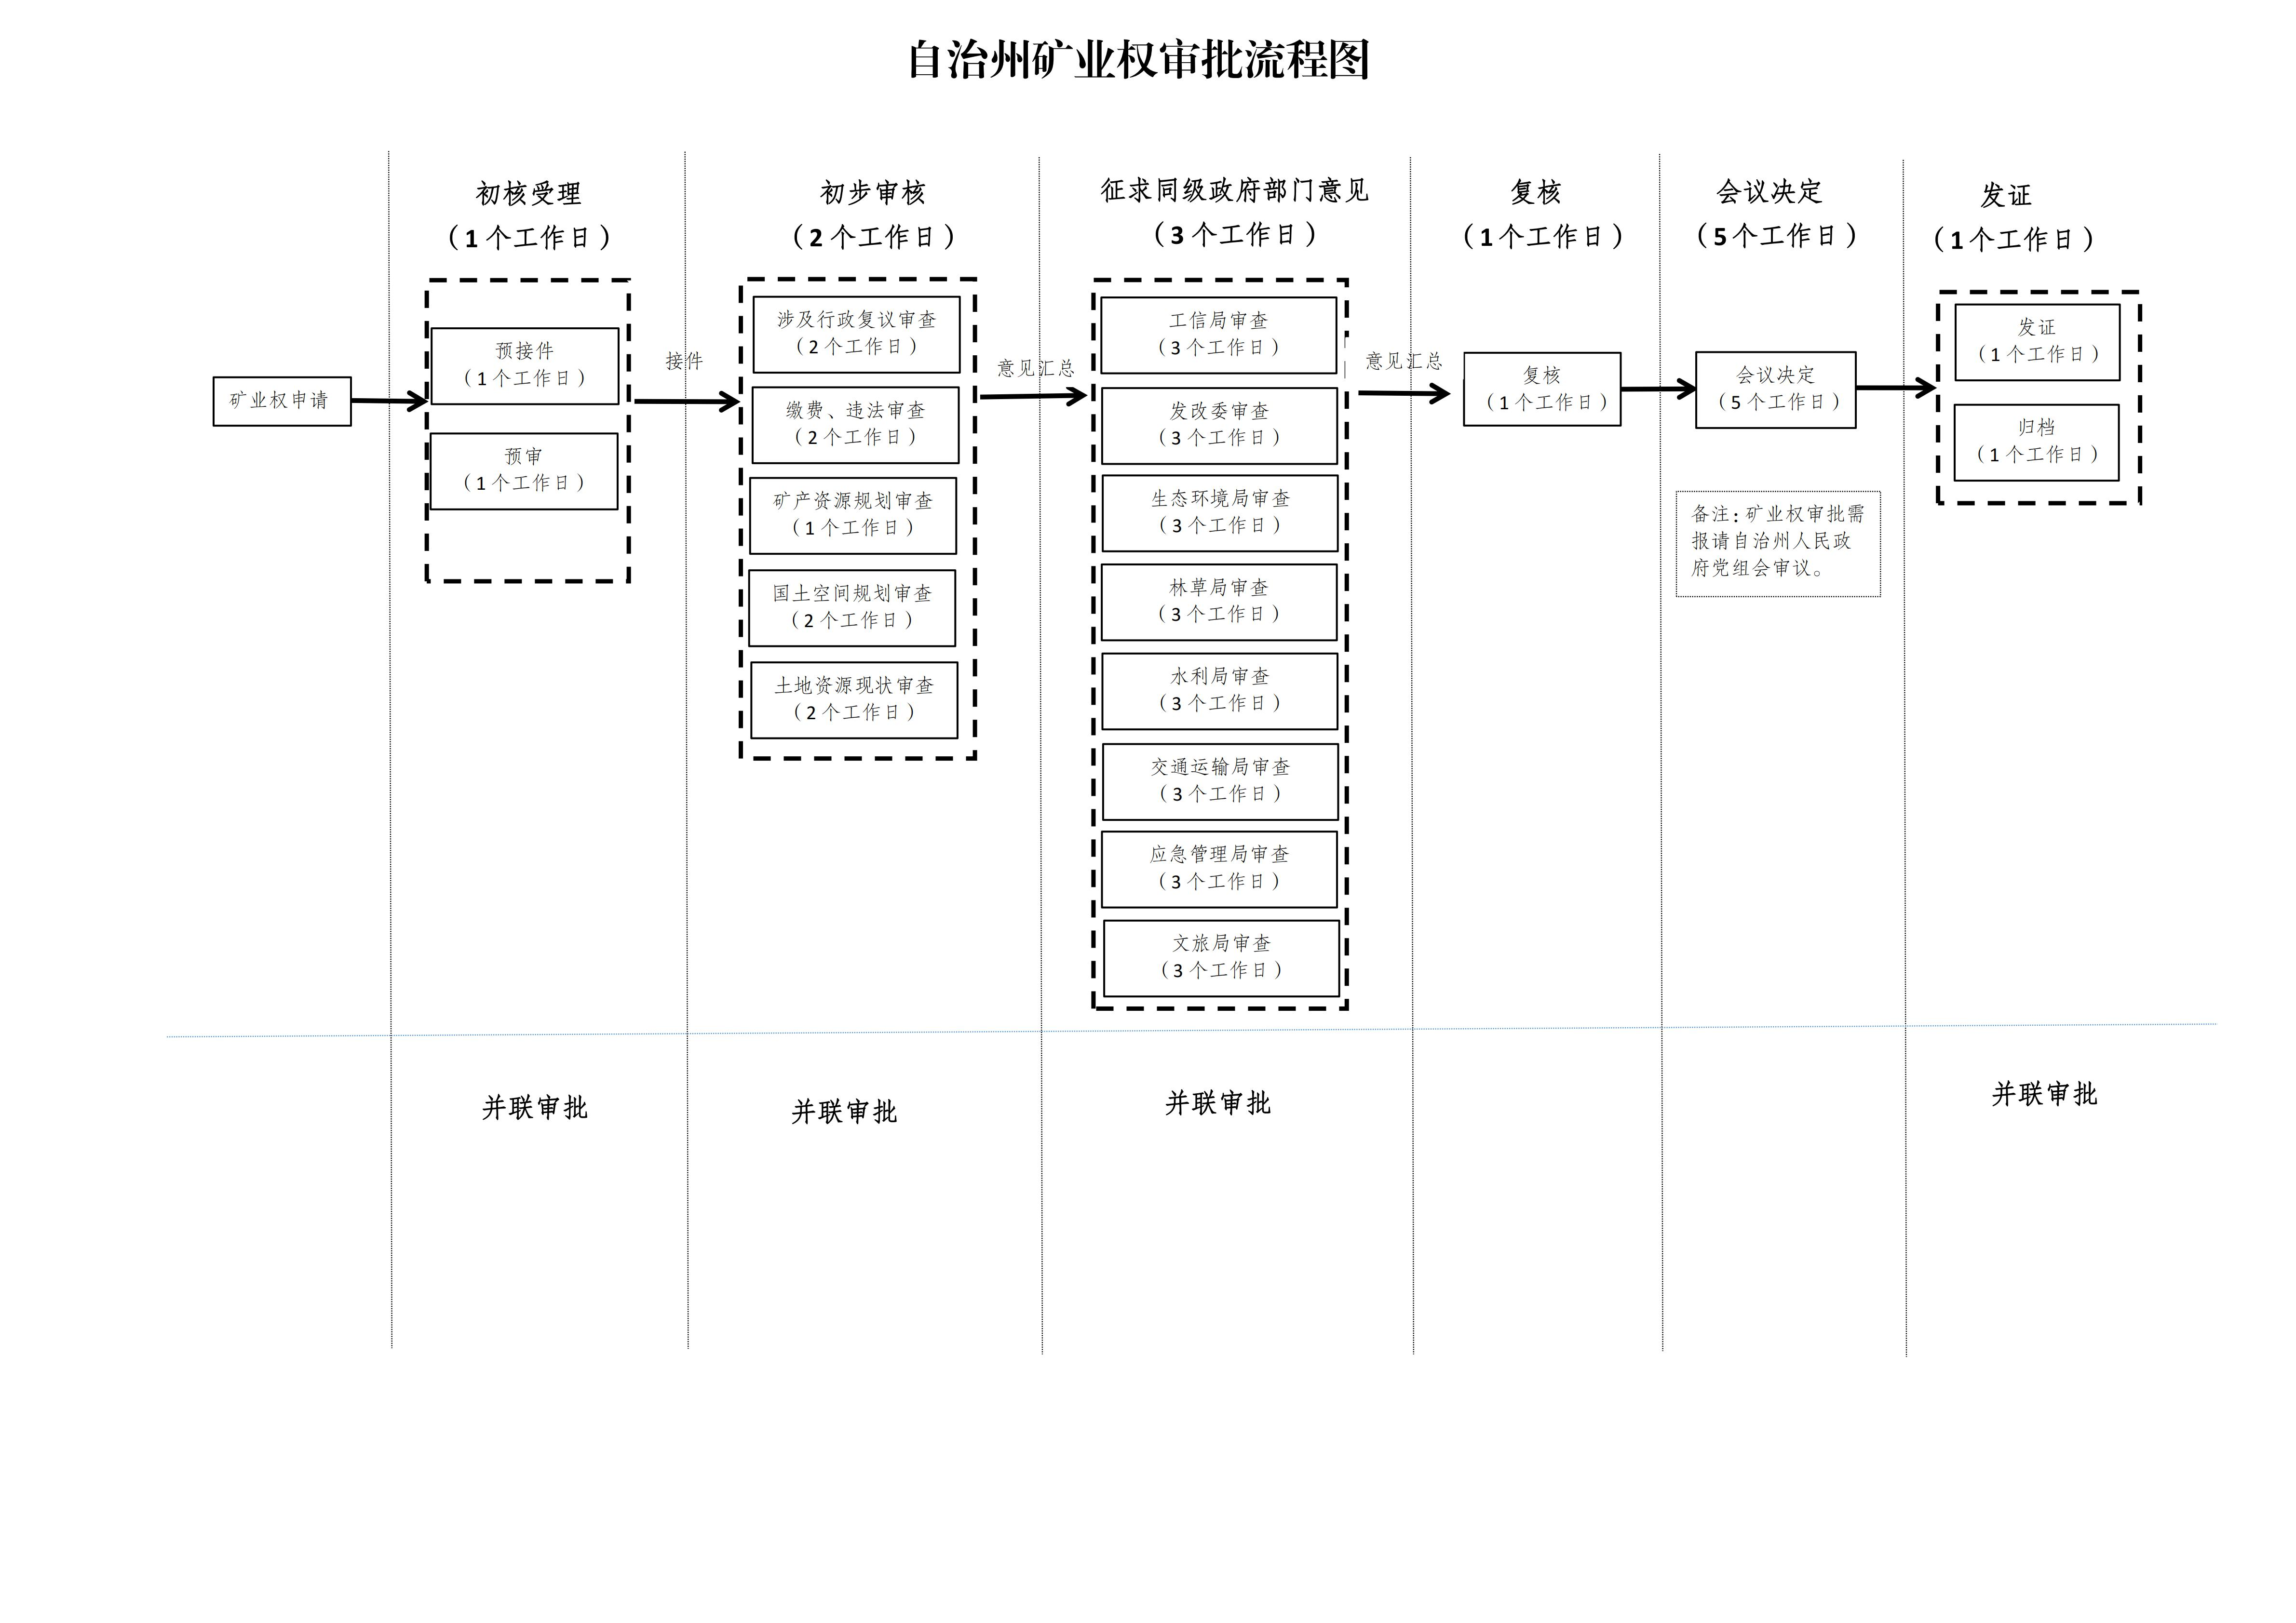 自治州矿业权审批流程图
初核受理
（1个工作日）
初步审核
（2个工作日）
征求同级政府部门意见
（3个工作日）
复核
（1个工作日）
会议决定
（5个工作日）
发证
（1个工作日）
矿业权申请
预接件
（1个工作日）
预审
（1个工作日）
接件
涉及行政复议审查
（2个工作日）
缴费、违法审查
（2个工作日）
矿产资源规划审查
（1个工作日）
国土空间规划审查
（2个工作日）
土地资源现状审查
（2个工作日）
意见汇总
工信局审查
（3个工作日）
发改委审查
（3个工作日）
生态环境局审查
（3个工作日）
林草局审查
（3个工作日）
水利局审查
（3个工作日）
交通运输局审查
（3个工作日）
应急管理局审查
（3个工作日）
文旅局审查
（3个工作日）
意见汇总
复核
（1个工作日）
会议决定
（5个工作日）
备注：矿业权审批需
报请自治州人民政
府党组会审议。
发证
（1个工作日）
归档
（1个工作日）
并联审批
并联审批
并联审批
并联审批